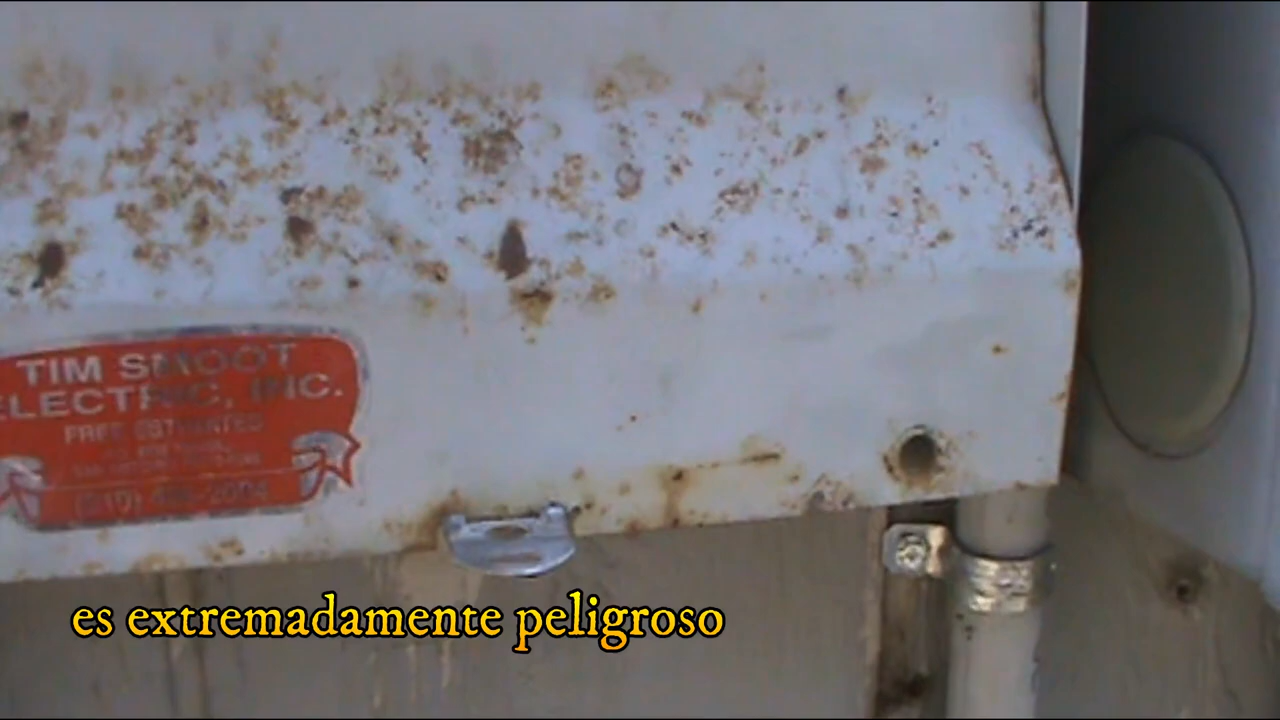 TIM SMOOT
ELECTRIC, INC.
FREE ESTIMATES
es extremadamente peligroso